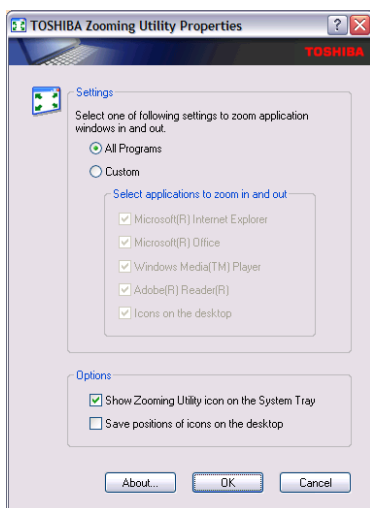 TOSHIBA Zooming Utility Properties
TOSHIBA
Settings
Select one of following settings to zoom application
windows in and out.
All Programs
Custom
Select applications to zoom in and out
Microsoft(R) Internet Explorer
Microsoft(R) Office
Windows Media(TM) Player
Adobe(R) Reader(R)
Icons on the desktop
Options
Show Zooming Utility icon on the System Tray
Save positions of icons on the desktop
About... OK Cancel